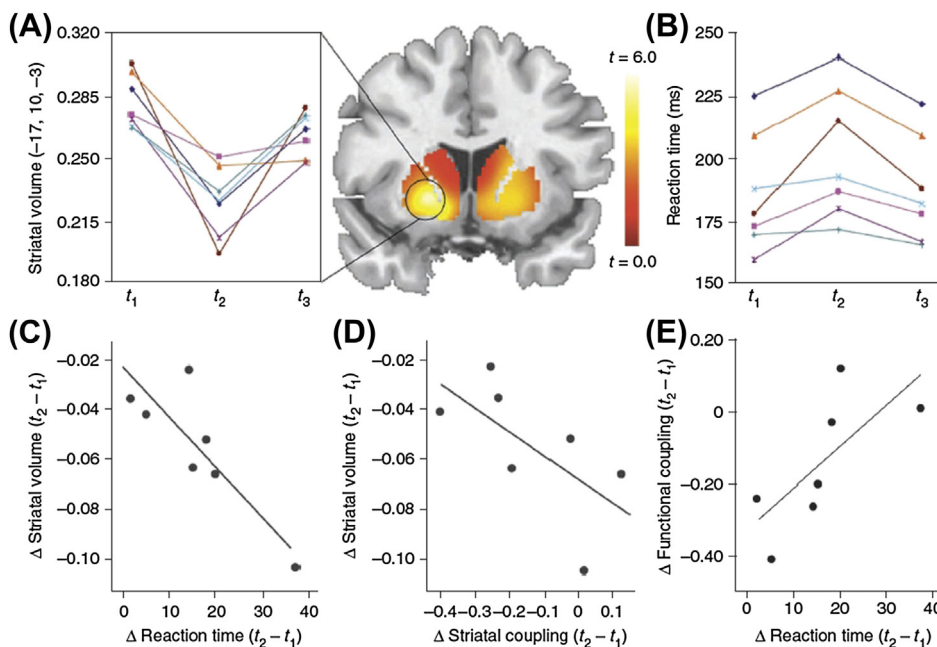 (A)
Striatal volume (−17, 10, −3)
0.320
0.285
0.250
0.215
0.180
t1
t2
t3
t = 6.0
t = 0.0
(B)
Reaction time (ms)
250
225
200
175
150
t1
t2
t3
(C)
Δ Striatal volume (t2 – t1)
−0.02
−0.04
−0.06
−0.08
−0.10
0 10 20 30 40
Δ Reaction time (t2 – t1)
(D)
Δ Striatal volume (t2 – t1)
−0.02
−0.04
−0.06
−0.08
−0.10
−0.4 −0.3 −0.2 −0.1 0 0.1
Δ Striatal coupling (t2 – t1)
(E)
Δ Functional coupling (t2 – t1)
0.20
0
−0.20
−0.40
0 10 20 30 40
Δ Reaction time (t2 – t1)